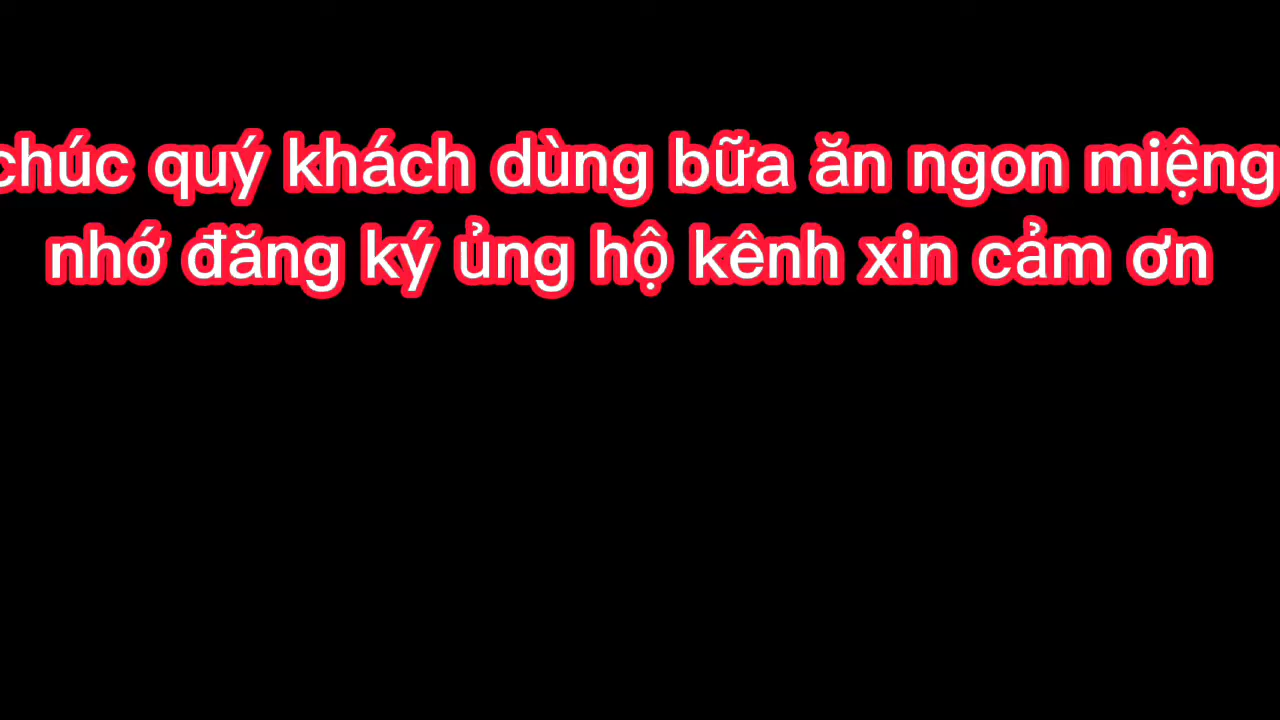 chúc quý khách dùng bữa ăn ngon miệng
nhớ đăng ký ủng hộ kênh xin cảm ơn